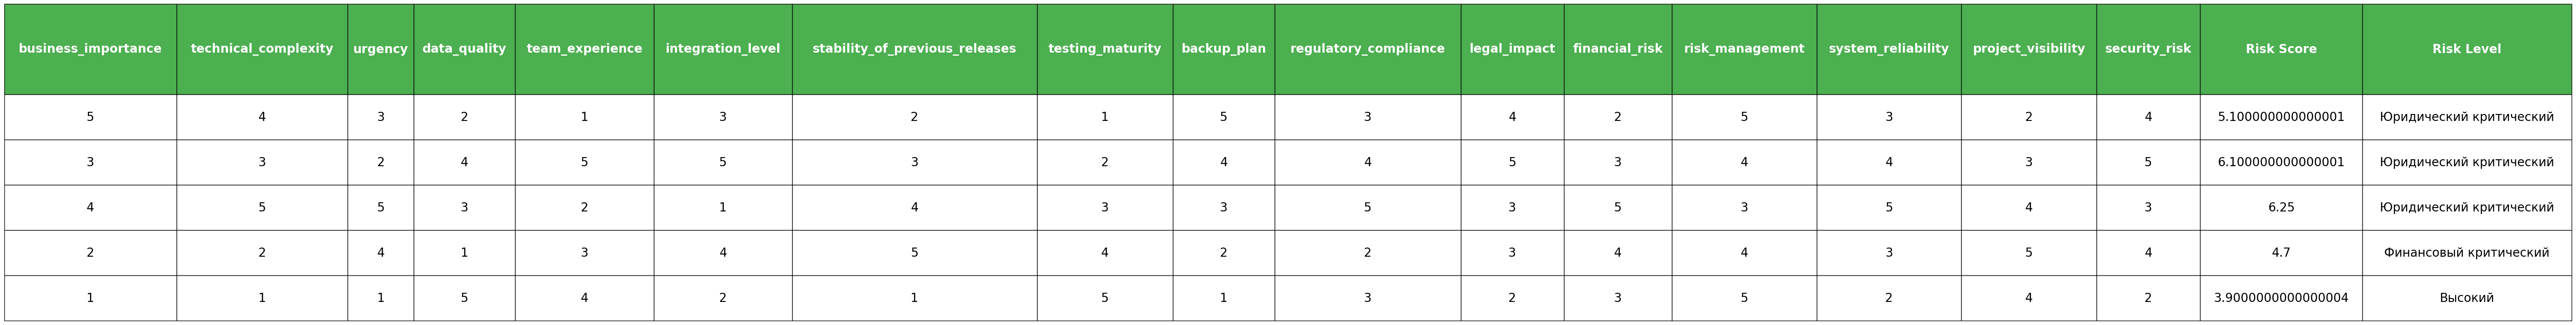 business_importance technical_complexity urgency data_quality team_experience integration_level stability_of_previous_releases testing_maturity backup_plan regulatory_compliance legal_impact financial_risk risk_management system_reliability project_visibility security_risk Risk Score Risk Level
5 4 3 2 1 3 2 1 5 3 4 2 5 3 2 4 5.100000000000001 Юридический критический
3 3 2 4 5 5 3 2 4 4 5 3 4 4 3 5 6.100000000000001 Юридический критический
4 5 5 3 2 1 4 3 3 5 3 5 3 5 4 3 6.25 Юридический критический
2 2 4 1 3 4 5 4 2 2 3 4 4 3 5 4 4.7 Финансовый критический
1 1 1 5 4 2 1 5 1 3 2 3 5 2 4 2 3.9000000000000004 Высокий